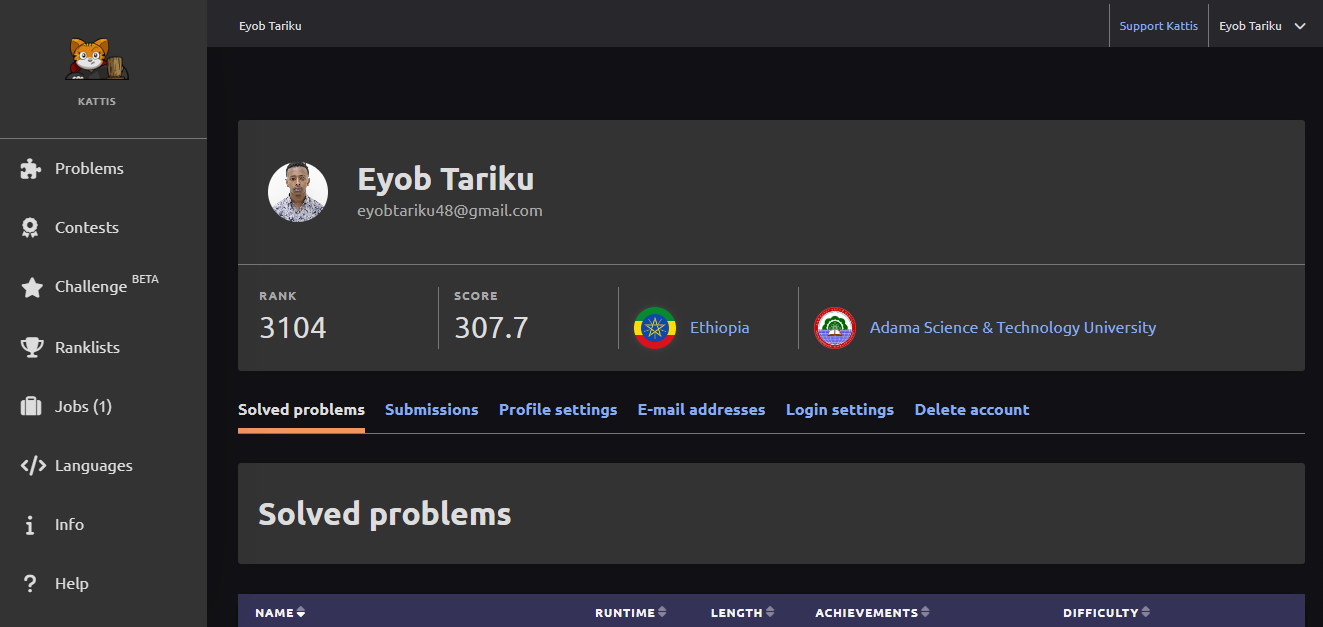 KATTIS
Problems
Contests
Challenge BETA
Ranklists
Jobs (1)
Languages
Info
Help
Eyob Tariku
Support Kattis
Eyob Tariku
Eyob Tariku
eyobtariku48@gmail.com
RANK
3104
SCORE
307.7
Ethiopia
Adama Science & Technology University
Solved problems Submissions Profile settings E-mail addresses Login settings Delete account
Solved problems
NAME RUNTIME LENGTH ACHIEVEMENTS DIFFICULTY